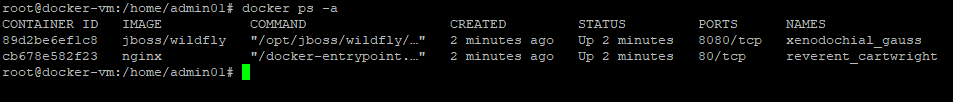 root@docker-vm:/home/admin01# docker ps -a
CONTAINER ID   IMAGE            COMMAND                  CREATED         STATUS         PORTS      NAMES
89d2be6ef1c8   jboss/wildfly    "/opt/jboss/wildfly/…"   2 minutes ago   Up 2 minutes   8080/tcp   xenodochial_gauss
cb678e582f23   nginx            "/docker-entrypoint.…"   2 minutes ago   Up 2 minutes   80/tcp     reverent_cartwright
root@docker-vm:/home/admin01#